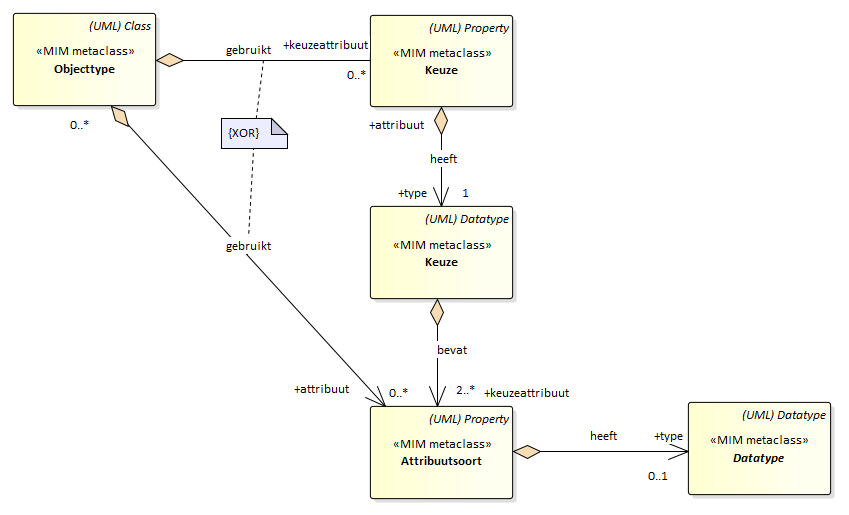 (UML) Class
«MIM metaclass»
Objecttype
gebruikt
+keuzeattribuut
0..*
(UML) Property
«MIM metaclass»
Keuze
0..*
{XOR}
+attribuut
heeft
+type
1
(UML) Datatype
«MIM metaclass»
Keuze
gebruikt
bevat
+attribuut
0..*
2..*
+keuzeattribuut
(UML) Property
«MIM metaclass»
Attribuutsoort
heeft
+type
0..1
(UML) Datatype
«MIM metaclass»
Datatype